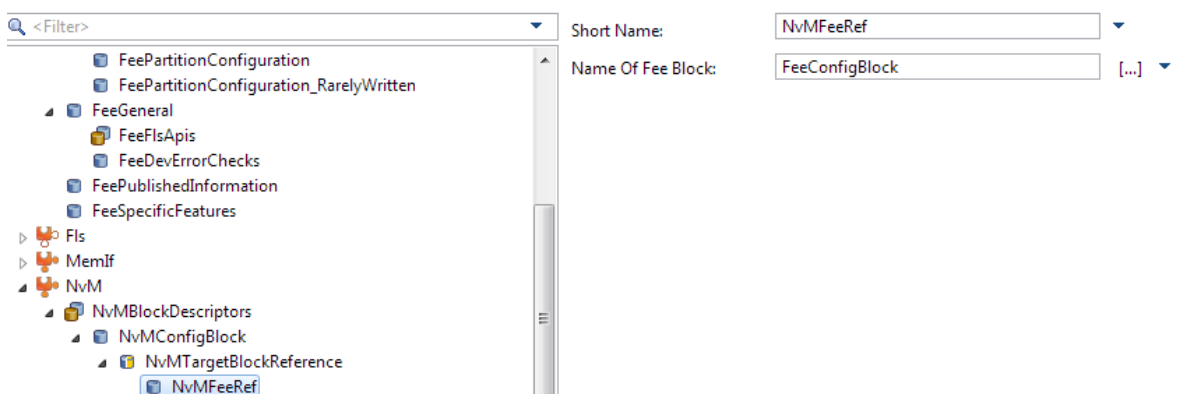 <Filter>
FeePartitionConfiguration
FeePartitionConfiguration_RarelyWritten
FeeGeneral
FeeFlsApis
FeeDevErrorChecks
FeePublishedInformation
FeeSpecificFeatures
Fls
MemIf
NvM
NvMBlockDescriptors
NvMConfigBlock
NvMTargetBlockReference
NvMFeeRef
Short Name: NvMFeeRef
Name Of Fee Block: FeeConfigBlock [...]